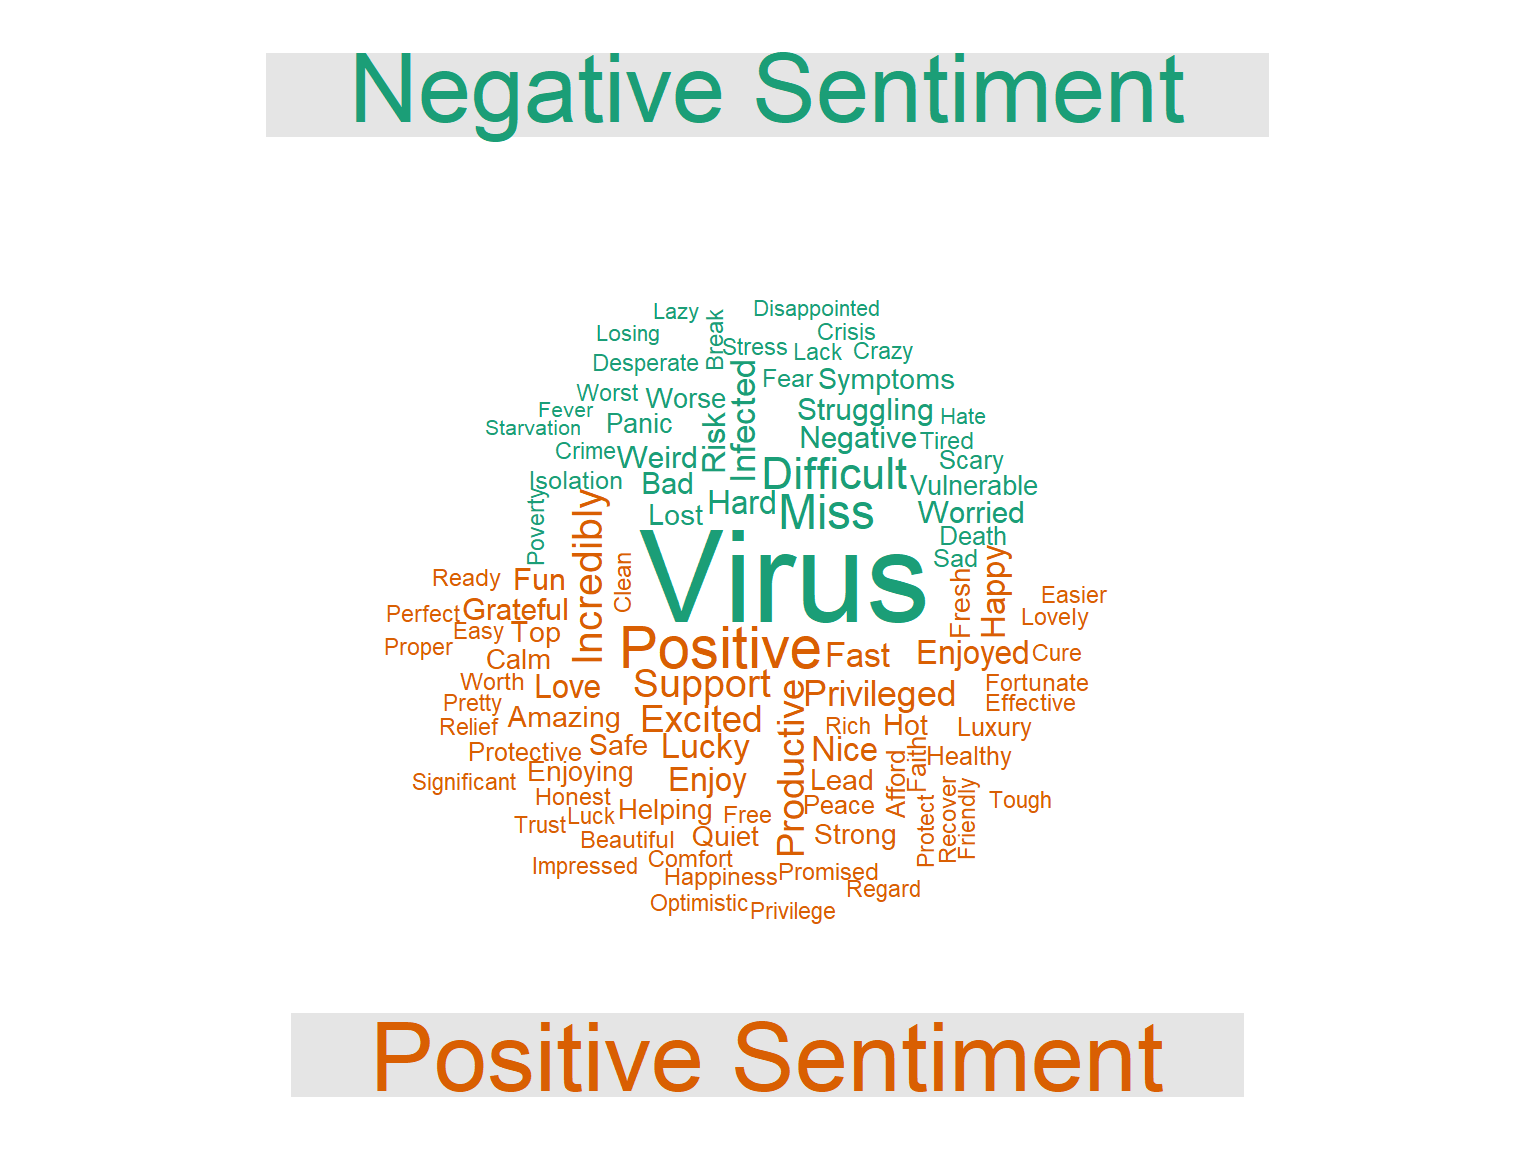 Negative Sentiment
Lazy
Disappointed
Losing
Break
Crisis
Stress
Lack
Crazy
Desperate
Infected
Fear
Symptoms
Worst
Worse
Struggling
Hate
Fever
Starvation
Panic
Risk
Negative
Tired
Crime
Weird
Scary
Isolation
Bad
Difficult
Vulnerable
Poverty
Lost
Hard
Miss
Worried
Death
Sad
Virus
Incredibly
Clean
Fresh
Happy
Ready
Fun
Easier
Perfect
Grateful
Lovely
Easy
Top
Proper
Calm
Positive
Fast
Enjoyed
Cure
Worth
Love
Support
Privileged
Fortunate
Pretty
Effective
Relief
Amazing
Excited
Productive
Rich
Hot
Luxury
Protective
Safe
Lucky
Nice
Faith
Healthy
Significant
Enjoying
Enjoy
Lead
Afford
Honest
Helping
Free
Peace
Protect
Recover
Friendly
Tough
Trust
Luck
Beautiful
Quiet
Strong
Impressed
Comfort
Happiness
Promised
Regard
Optimistic
Privilege
Positive Sentiment